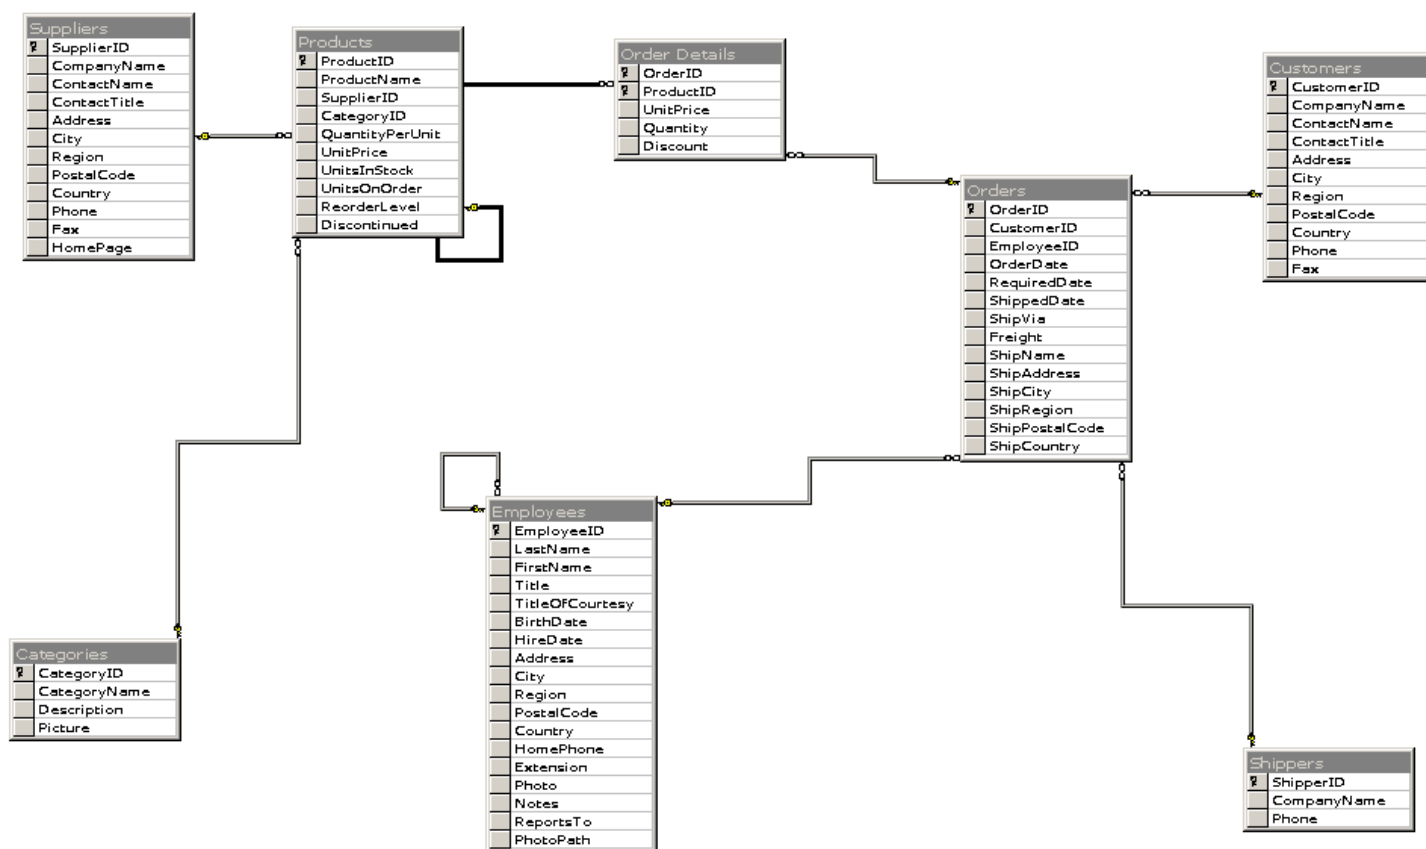 Suppliers
SupplierID
CompanyName
ContactName
ContactTitle
Address
City
Region
PostalCode
Country
Phone
Fax
HomePage
Products
ProductID
ProductName
SupplierID
CategoryID
QuantityPerUnit
UnitPrice
UnitsInStock
UnitsOnOrder
ReorderLevel
Discontinued
Order Details
OrderID
ProductID
UnitPrice
Quantity
Discount
Customers
CustomerID
CompanyName
ContactName
ContactTitle
Address
City
Region
PostalCode
Country
Phone
Fax
Orders
OrderID
CustomerID
EmployeeID
OrderDate
RequiredDate
ShippedDate
ShipVia
Freight
ShipName
ShipAddress
ShipCity
ShipRegion
ShipPostalCode
ShipCountry
Employees
EmployeeID
LastName
FirstName
Title
TitleOfCourtesy
BirthDate
HireDate
Address
City
Region
PostalCode
Country
HomePhone
Extension
Photo
Notes
ReportsTo
PhotoPath
Categories
CategoryID
CategoryName
Description
Picture
Shippers
ShipperID
CompanyName
Phone